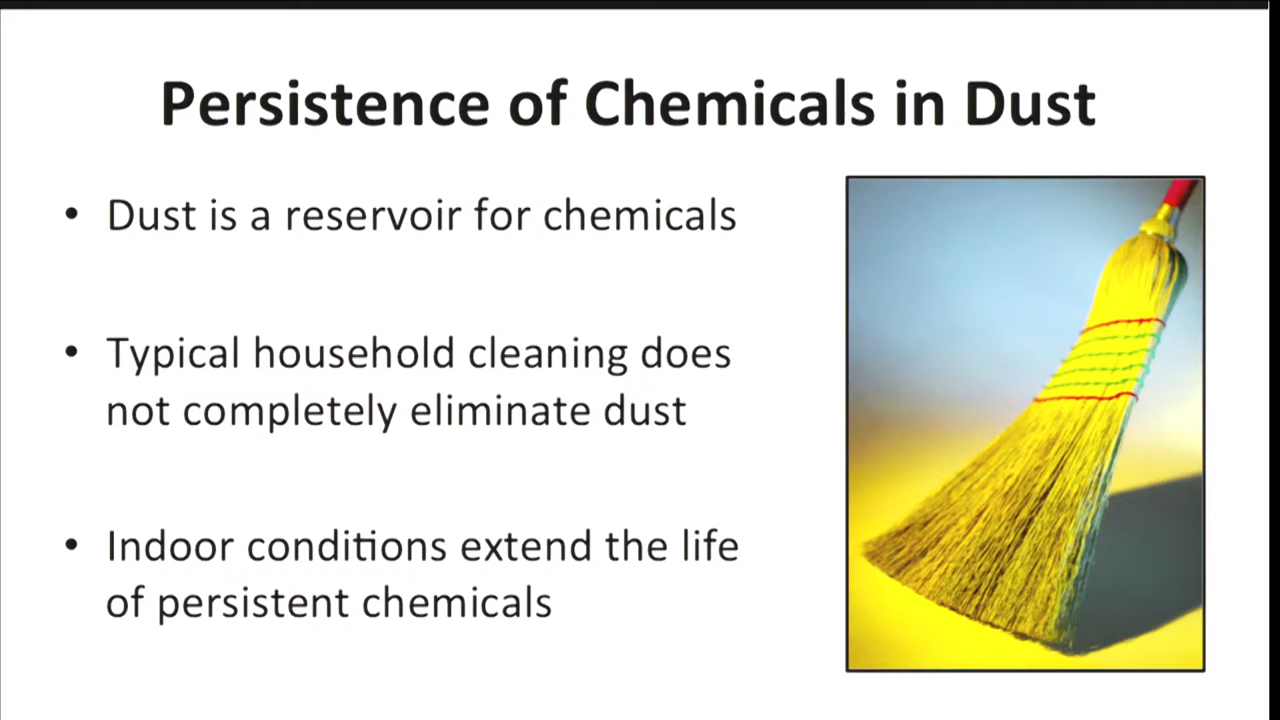 Persistence of Chemicals in Dust
• Dust is a reservoir for chemicals
• Typical household cleaning does
not completely eliminate dust
• Indoor conditions extend the life
of persistent chemicals